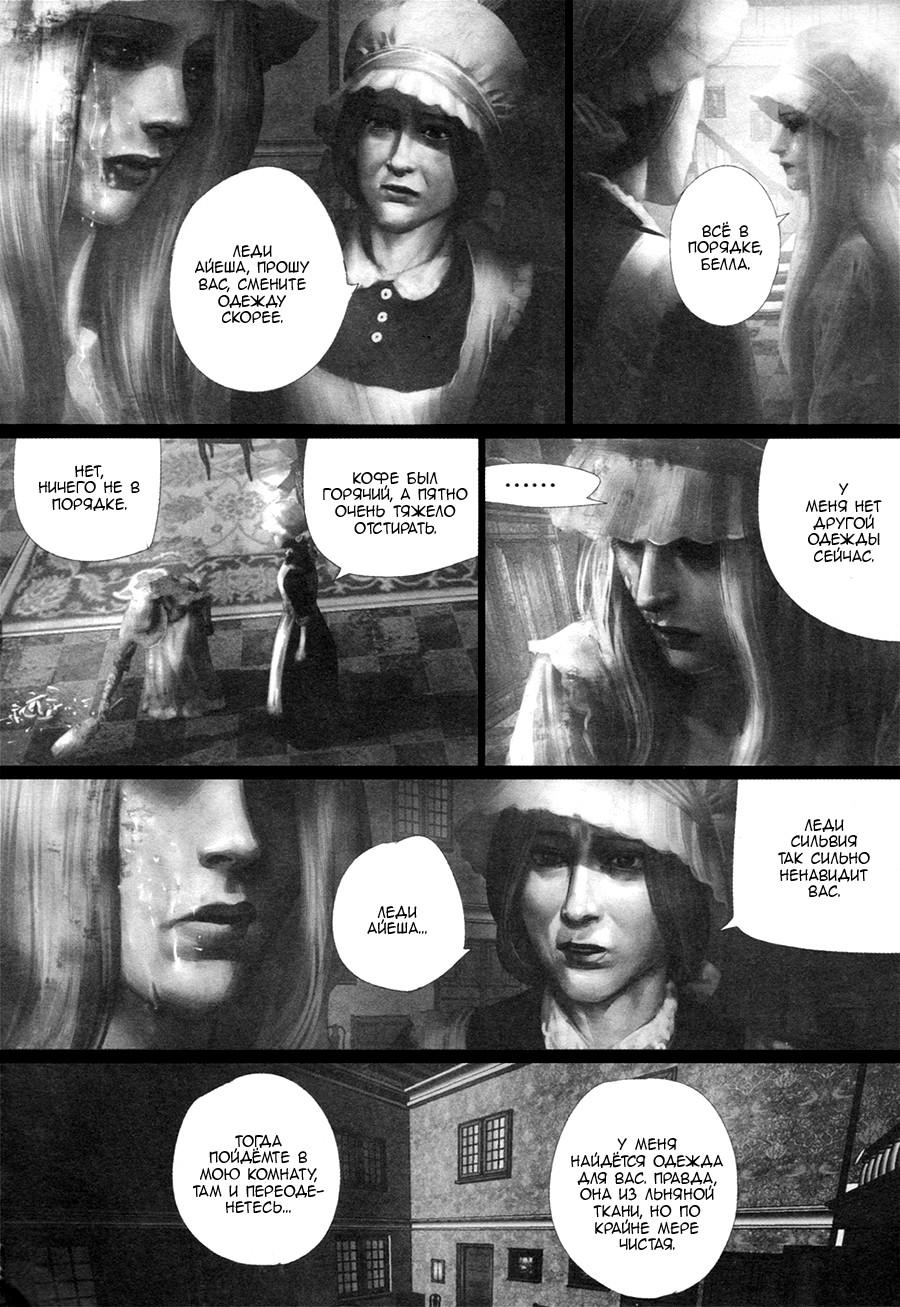 ЛЕДИ
АЙЕША, ПРОШУ
ВАС, СМЕНИТЕ
ОДЕЖДУ
СКОРЕЕ.
ВСЁ В
ПОРЯДКЕ,
БЕЛЛА.
НЕТ,
НИЧЕГО НЕ В
ПОРЯДКЕ.
КОФЕ БЫЛ
ГОРЯЧИЙ, А ПЯТНО
ОЧЕНЬ ТЯЖЕЛО
ОТСТИРАТЬ.
......
У
МЕНЯ НЕТ
ДРУГОЙ
ОДЕЖДЫ
СЕЙЧАС.
ЛЕДИ
АЙЕША...
ЛЕДИ
СИЛЬВИЯ
ТАК СИЛЬНО
НЕНАВИДИТ
ВАС.
ТОГДА
ПОЙДЁМТЕ В
МОЮ КОМНАТУ,
ТАМ И ПЕРЕОДЕ-
НЕТЕСЬ...
У МЕНЯ
НАЙДЁТСЯ ОДЕЖДА
ДЛЯ ВАС. ПРАВДА,
ОНА ИЗ ЛЬНЯНОЙ
ТКАНИ, НО ПО
КРАЙНЕ МЕРЕ
ЧИСТАЯ.